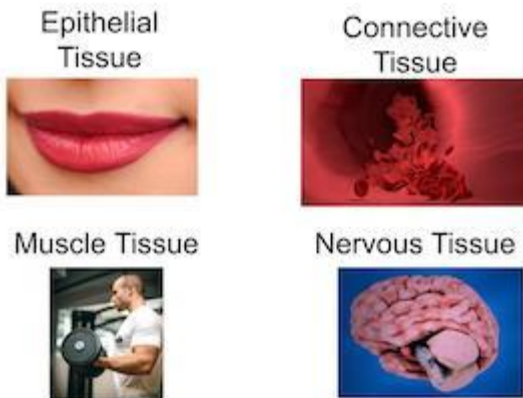 Epithelial
Tissue
Connective
Tissue
Muscle Tissue
Nervous Tissue